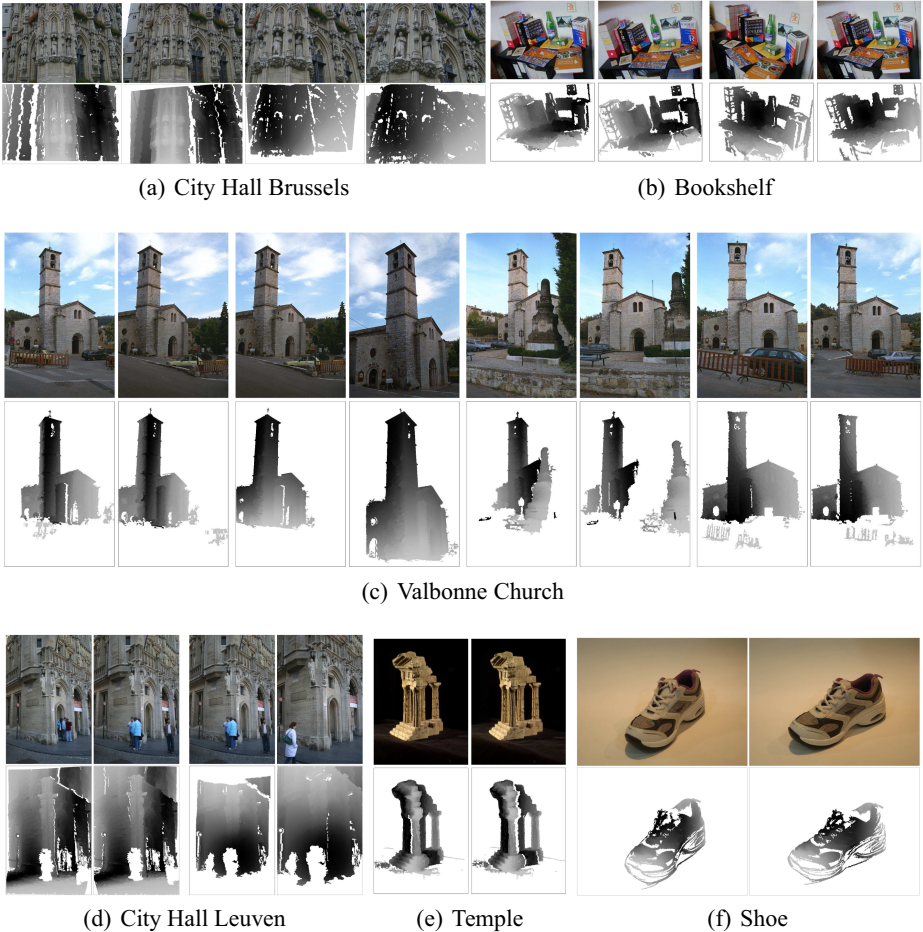 (a) City Hall Brussels
(b) Bookshelf
(c) Valbonne Church
(d) City Hall Leuven
(e) Temple
(f) Shoe